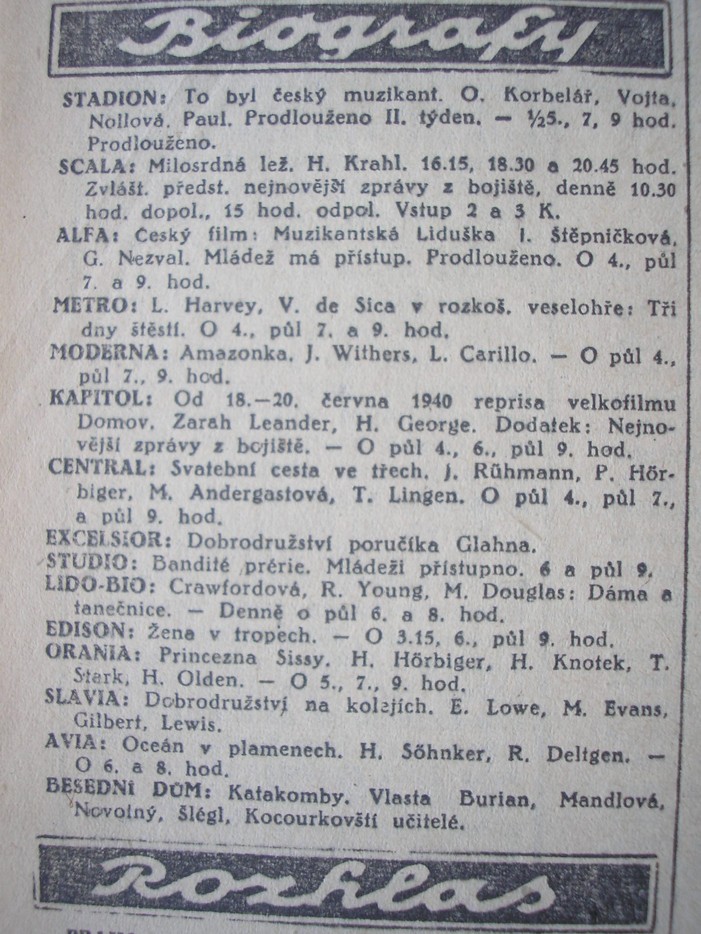 Biografy
STADION: To byl český muzikant. O. Korbelář, Vojta,
Nollová. Paul. Prodlouženo II. týden. — ½5., 7, 9 hod.
Prodlouženo.
SCALA: Milosrdná lež. H. Krahl. 16.15, 18.30 a 20.45 hod.
Zvlášt. předst. nejnovější zprávy z bojiště, denně 10.30
hod. dopol., 15 hod. odpol. Vstup 2 a 3 K.
ALFA: Český film: Muzikantská Liduška I. Štěpničková,
G. Nezval. Mládež má přístup. Prodlouženo. O 4., půl
7. a 9. hod.
METRO: L. Harvey, V. de Sica v rozkoš. veselohře: Tři
dny štěstí. O 4., půl 7. a 9. hod.
MODERNA: Amazonka. J. Withers, L. Carillo. — O půl 4.,
půl 7., 9. hod.
KAPITOL: Od 18.—20. června 1940 reprisa velkofilmu
Domov. Zarah Leander, H. George. Dodatek: Nejno-
vější zprávy z bojiště. — O půl 4., 6., půl 9. hod.
CENTRAL: Svatební cesta ve třech. J. Rühmann, P. Hör-
biger, M. Andergastová, T. Lingen. O půl 4., půl 7.,
a půl 9. hod.
EXCELSIOR: Dobrodružství poručíka Glahna.
STUDIO: Bandité prérie. Mládeži přístupno. 6 a půl 9.
LIDO-BIO: Crawfordová, R. Young, M. Douglas: Dáma a
tanečnice. — Denně o půl 6. a 8. hod.
EDISON: Žena v tropech. — O 3.15, 6., půl 9. hod.
ORANIA: Princezna Sissy. H. Hörbiger, H. Knotek, T.
Stark, H. Olden. — O 5., 7., 9. hod.
SLAVIA: Dobrodružství na kolejích. E. Lowe, M. Evans,
Gilbert, Lewis.
AVIA: Oceán v plamenech. H. Söhnker, R. Deltgen. —
O 6. a 8. hod.
BESEDNÍ DŮM: Katakomby. Vlasta Burian, Mandlová,
Novotný, Šlégl, Kocourkovští učitelé.
Rozhlas